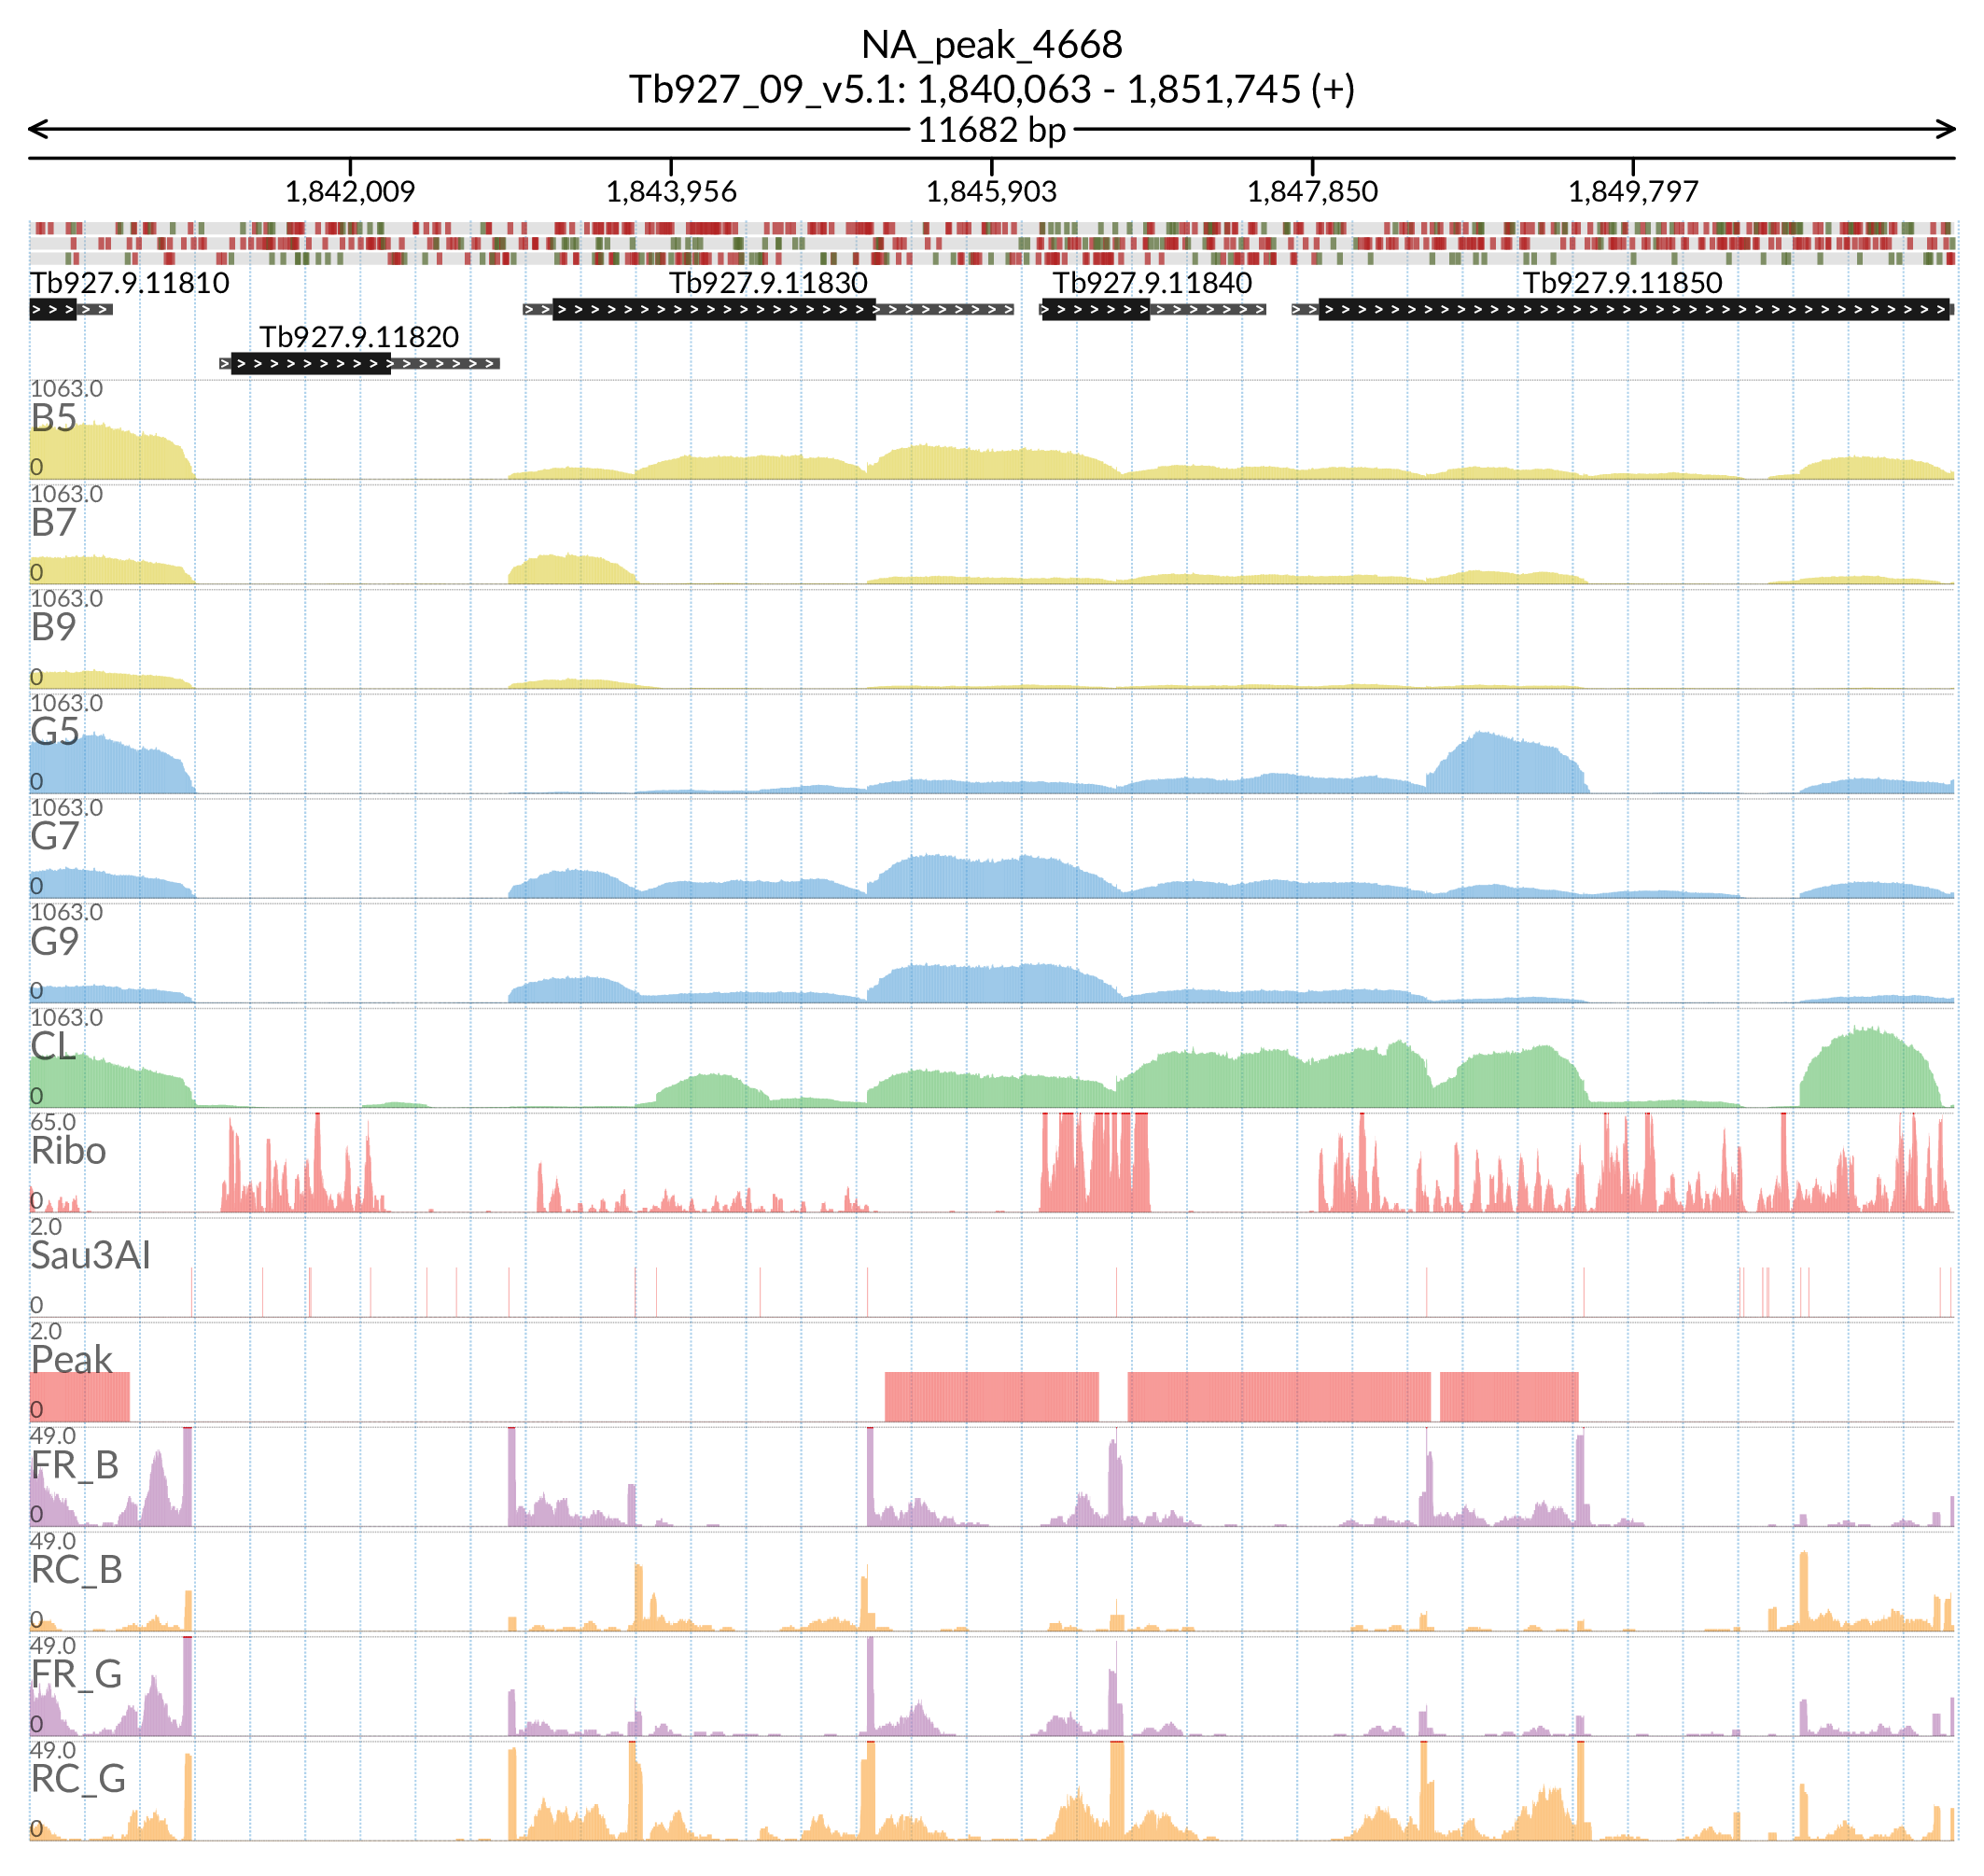 NA_peak_4668
Tb927_09_v5.1: 1,840,063 - 1,851,745 (+)
11682 bp
1,842,009 1,843,956 1,845,903 1,847,850 1,849,797
Tb927.9.11810 Tb927.9.11830 Tb927.9.11840 Tb927.9.11850
Tb927.9.11820
1063.0
B5
0
1063.0
B7
0
1063.0
B9
0
1063.0
G5
0
1063.0
G7
0
1063.0
G9
0
1063.0
CL
0
65.0
Ribo
0
2.0
Sau3AI
0
2.0
Peak
0
49.0
FR_B
0
49.0
RC_B
0
49.0
FR_G
0
49.0
RC_G
0